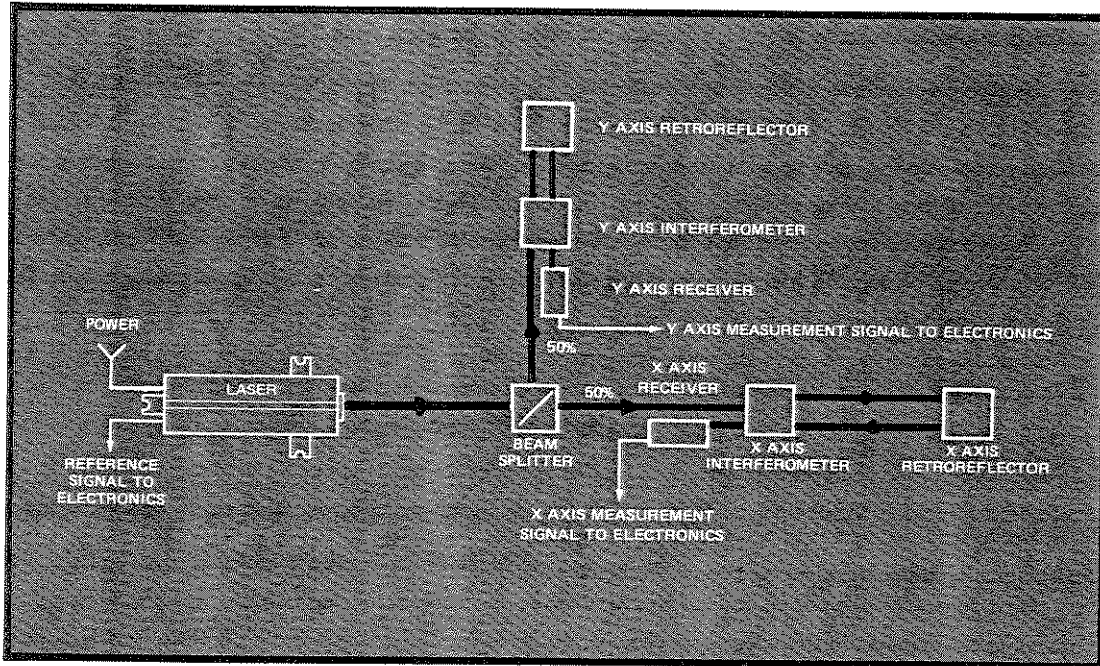 Y AXIS RETROREFLECTOR
Y AXIS INTERFEROMETER
Y AXIS RECEIVER
Y AXIS MEASUREMENT SIGNAL TO ELECTRONICS
POWER
50%
LASER
50%
X AXIS
RECEIVER
BEAM
SPLITTER
X AXIS
INTERFEROMETER
X AXIS
RETROREFLECTOR
REFERENCE
SIGNAL TO
ELECTRONICS
X AXIS MEASUREMENT
SIGNAL TO ELECTRONICS